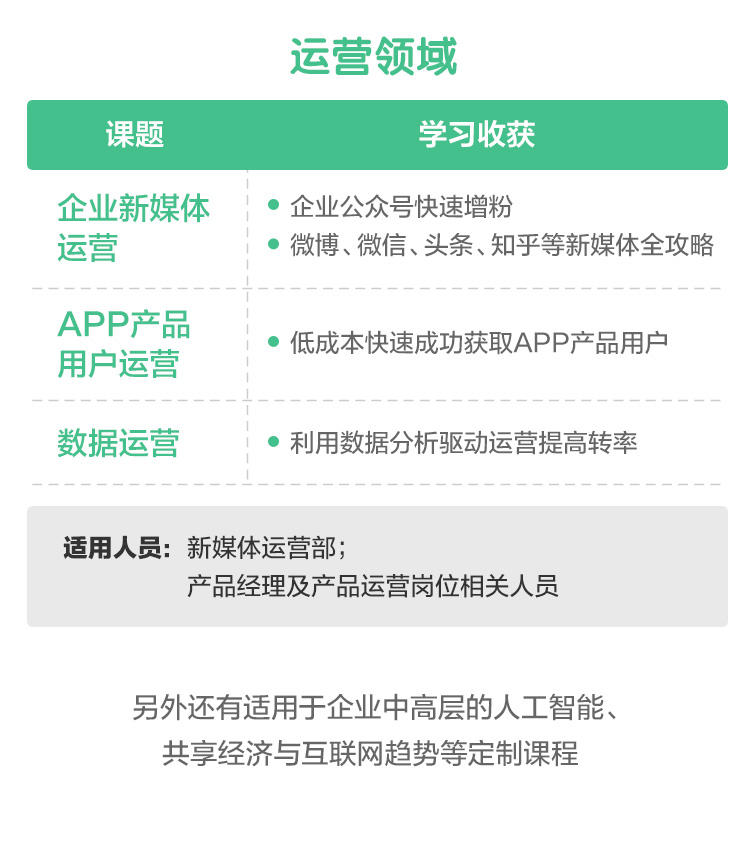 运营领域
课题 学习收获
企业新媒体
运营
企业公众号快速增粉
微博、微信、头条、知乎等新媒体全攻略
APP产品
用户运营
低成本快速成功获取APP产品用户
数据运营
利用数据分析驱动运营提高转率
适用人员：新媒体运营部；
产品经理及产品运营岗位相关人员
另外还有适用于企业中高层的人工智能、
共享经济与互联网趋势等定制课程